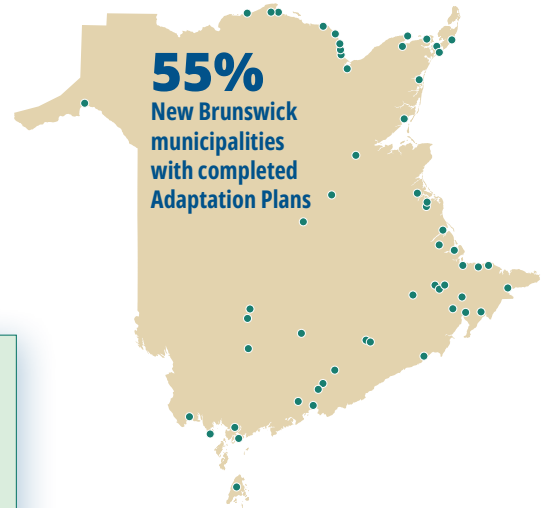 55%
New Brunswick
municipalities
with completed
Adaptation Plans